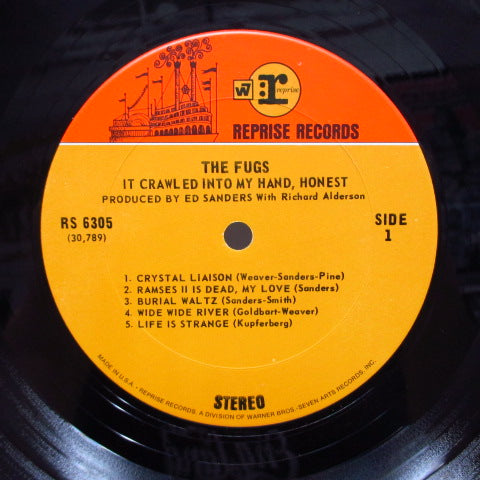 W7 r: reprise
REPRISE RECORDS
THE FUGS
IT CRAWLED INTO MY HAND, HONEST
PRODUCED BY ED SANDERS With Richard Alderson
RS 6305
(30,789)
SIDE
1
1. CRYSTAL LIAISON (Weaver-Sanders-Pine)
2. RAMSES II IS DEAD, MY LOVE (Sanders)
3. BURIAL WALTZ (Sanders-Smith)
4. WIDE WIDE RIVER (Goldbart-Weaver)
5. LIFE IS STRANGE (Kupferberg)
STEREO
MADE IN U.S.A. • REPRISE RECORDS, A DIVISION OF WARNER BROS.-SEVEN ARTS RECORDS, INC.